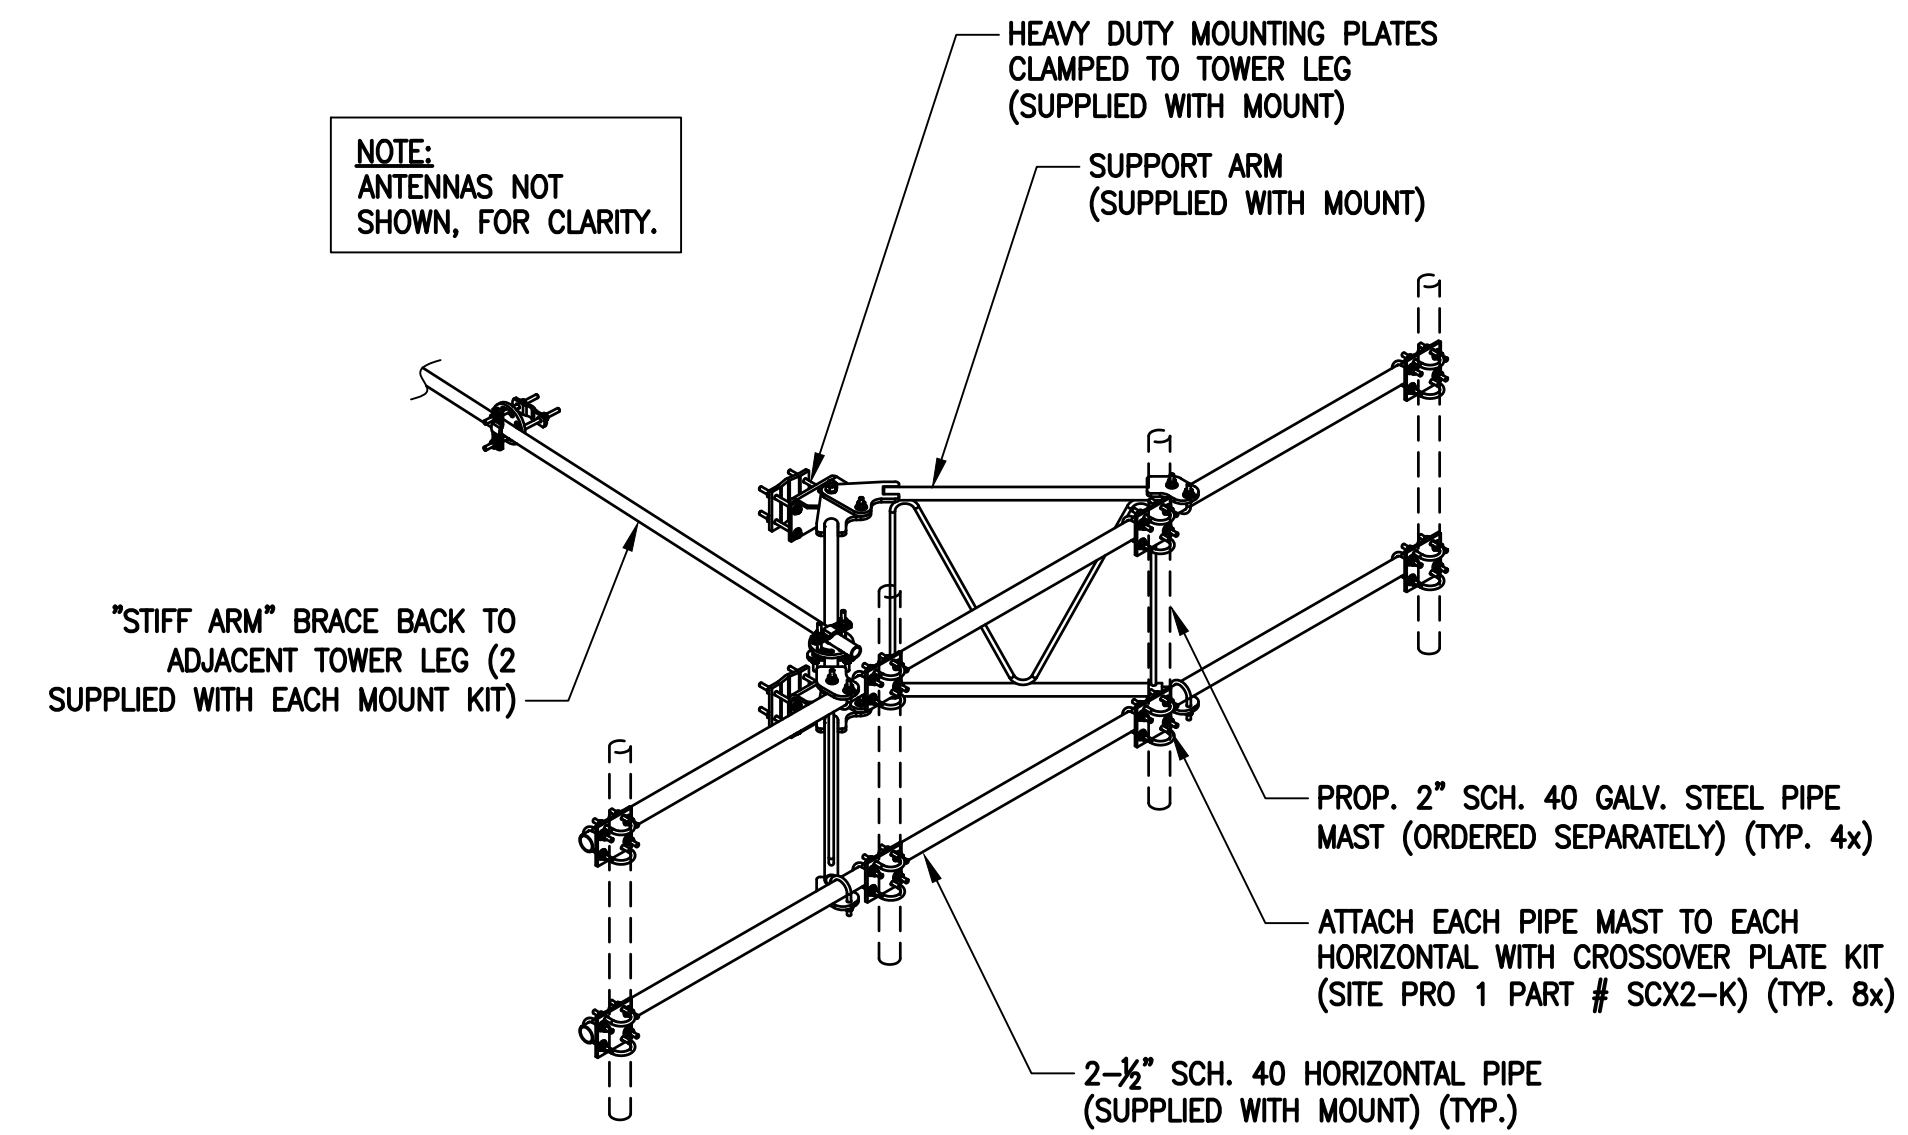 HEAVY DUTY MOUNTING PLATES
CLAMPED TO TOWER LEG
(SUPPLIED WITH MOUNT)
NOTE:
ANTENNAS NOT
SHOWN, FOR CLARITY.
SUPPORT ARM
(SUPPLIED WITH MOUNT)
"STIFF ARM" BRACE BACK TO
ADJACENT TOWER LEG (2
SUPPLIED WITH EACH MOUNT KIT)
PROP. 2" SCH. 40 GALV. STEEL PIPE
MAST (ORDERED SEPARATELY) (TYP. 4x)
ATTACH EACH PIPE MAST TO EACH
HORIZONTAL WITH CROSSOVER PLATE KIT
(SITE PRO 1 PART # SCX2-K) (TYP. 8x)
2-½" SCH. 40 HORIZONTAL PIPE
(SUPPLIED WITH MOUNT) (TYP.)